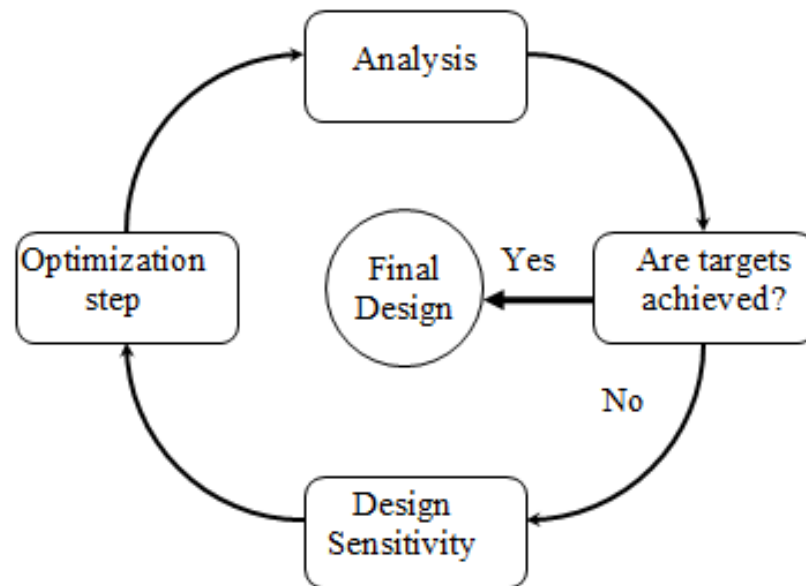 Analysis
Optimization
step
Final
Design
Yes
Are targets
achieved?
No
Design
Sensitivity